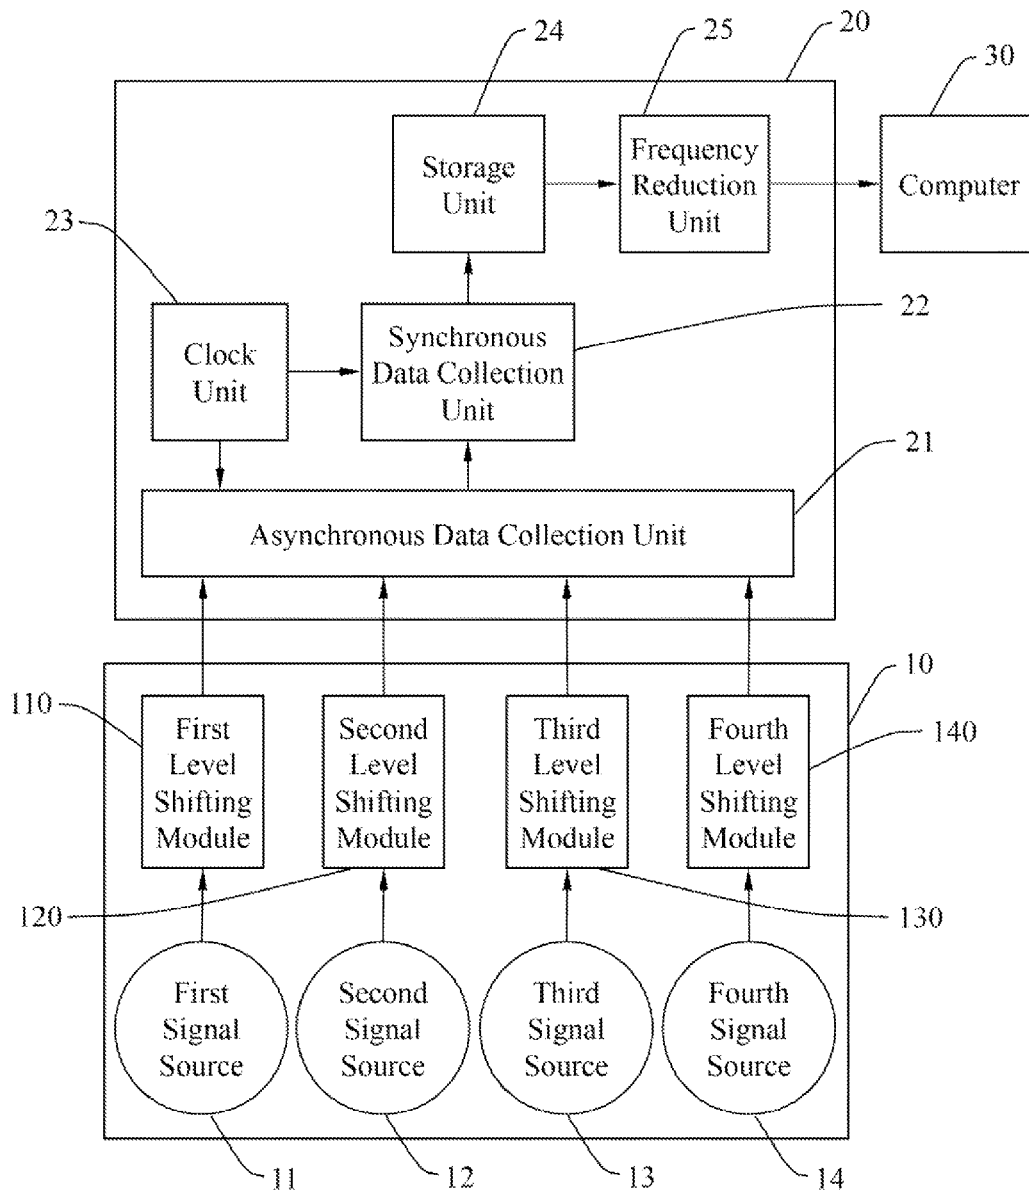 24
25
20
30
Storage
Unit
Frequency
Reduction
Unit
Computer
23
22
Clock
Unit
Synchronous
Data Collection
Unit
21
Asynchronous Data Collection Unit
10
110
First
Level
Shifting
Module
Second
Level
Shifting
Module
Third
Level
Shifting
Module
Fourth
Level
Shifting
Module
140
120
130
First
Signal
Source
Second
Signal
Source
Third
Signal
Source
Fourth
Signal
Source
11
12
13
14